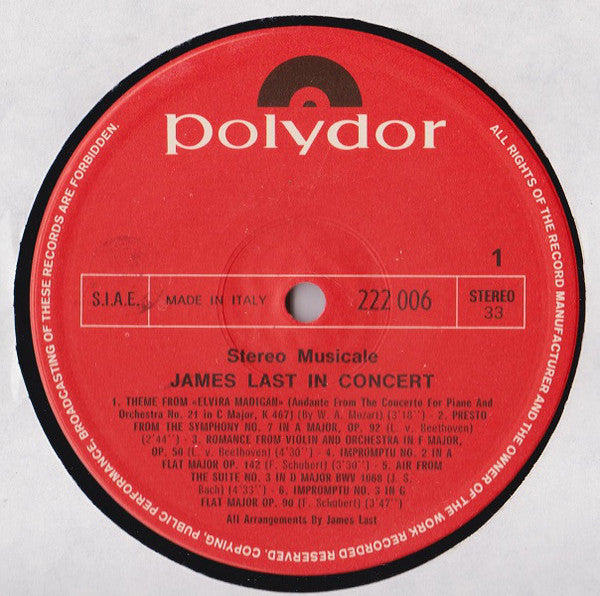 polydor
1
S.I.A.E.
MADE IN ITALY
222 006
STEREO
33
Stereo Musicale
JAMES LAST IN CONCERT
1. THEME FROM «ELVIRA MADIGAN» (Andante From The Concerto For Piano And
Orchestra No. 21 in C Major, K 467) (By W. A. Mozart) (3'18'') - 2. PRESTO
FROM THE SYMPHONY NO. 7 IN A MAJOR, OP. 92 (L. v. Beethoven)
(2'44'') - 3. ROMANCE FROM VIOLIN AND ORCHESTRA IN F MAJOR,
OP. 50 (L. v. Beethoven) (4'30'') - 4. IMPROMPTU NO. 2 IN A
FLAT MAJOR OP. 142 (F. Schubert) (3'30'') - 5. AIR FROM
THE SUITE NO. 3 IN D MAJOR BWV 1068 (J. S.
Bach) (4'33'') - 6. IMPROMPTU NO. 3 IN G
FLAT MAJOR OP. 90 (F. Schubert) (3'47'')
All Arrangements By James Last
ALL RIGHTS OF THE RECORD MANUFACTURER AND THE OWNER OF THE WORK RECORDED RESERVED. COPYING, PUBLIC PERFORMANCE, BROADCASTING OF THESE RECORDS ARE FORBIDDEN.